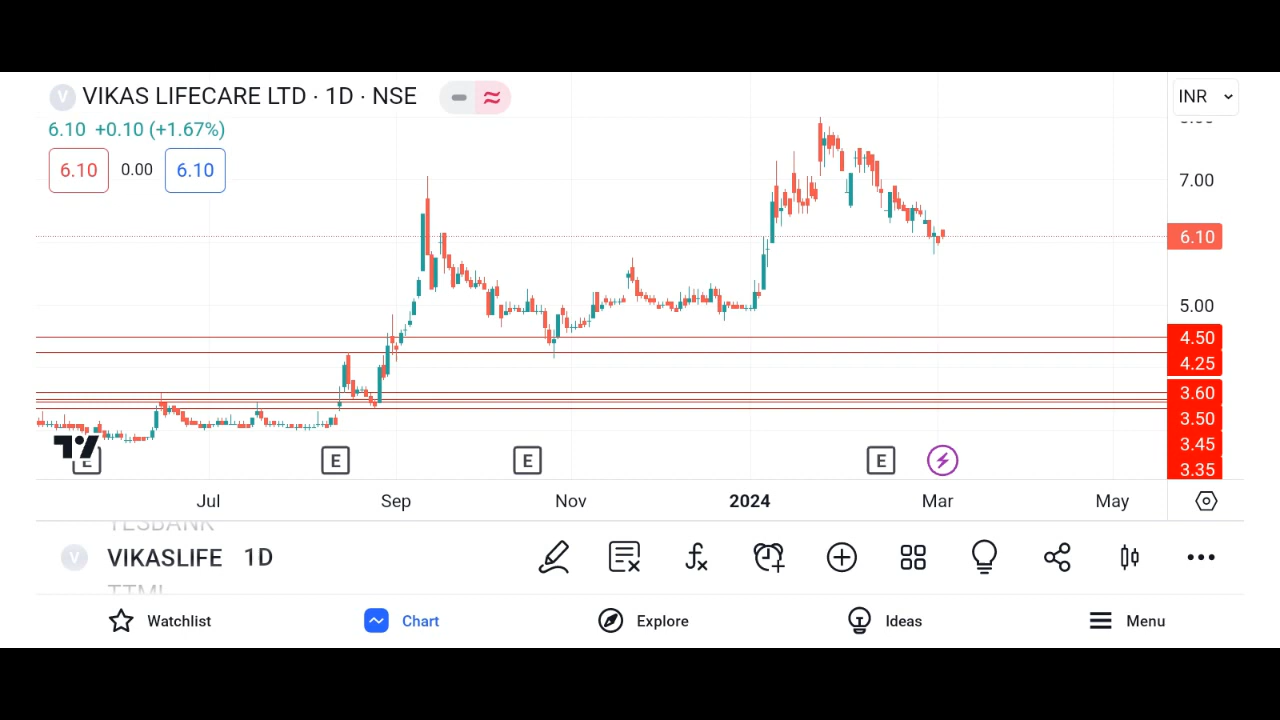 VIKAS LIFECARE LTD · 1D · NSE
INR
6.10 +0.10 (+1.67%)
6.10 0.00 6.10
7.00
6.10
5.00
4.50
4.25
3.60
3.50
3.45
3.35
E E E E
Jul Sep Nov 2024 Mar May
YESBANK
V VIKASLIFE 1D
TTML
Watchlist Chart Explore Ideas Menu